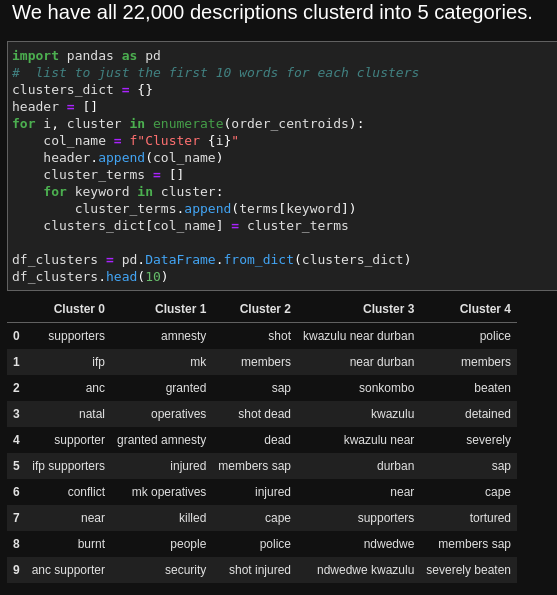 We have all 22,000 descriptions clusterd into 5 categories.
import pandas as pd
#  list to just the first 10 words for each clusters
clusters_dict = {}
header = []
for i, cluster in enumerate(order_centroids):
    col_name = f"Cluster {i}"
    header.append(col_name)
    cluster_terms = []
    for keyword in cluster:
        cluster_terms.append(terms[keyword])
    clusters_dict[col_name] = cluster_terms

df_clusters = pd.DataFrame.from_dict(clusters_dict)
df_clusters.head(10)
Cluster 0 Cluster 1 Cluster 2 Cluster 3 Cluster 4
0 supporters amnesty shot kwazulu near durban police
1 ifp mk members near durban members
2 anc granted sap sonkombo beaten
3 natal operatives shot dead kwazulu detained
4 supporter granted amnesty dead kwazulu near severely
5 ifp supporters injured members sap durban sap
6 conflict mk operatives injured near cape
7 near killed cape supporters tortured
8 burnt people police ndwedwe members sap
9 anc supporter security shot injured ndwedwe kwazulu severely beaten